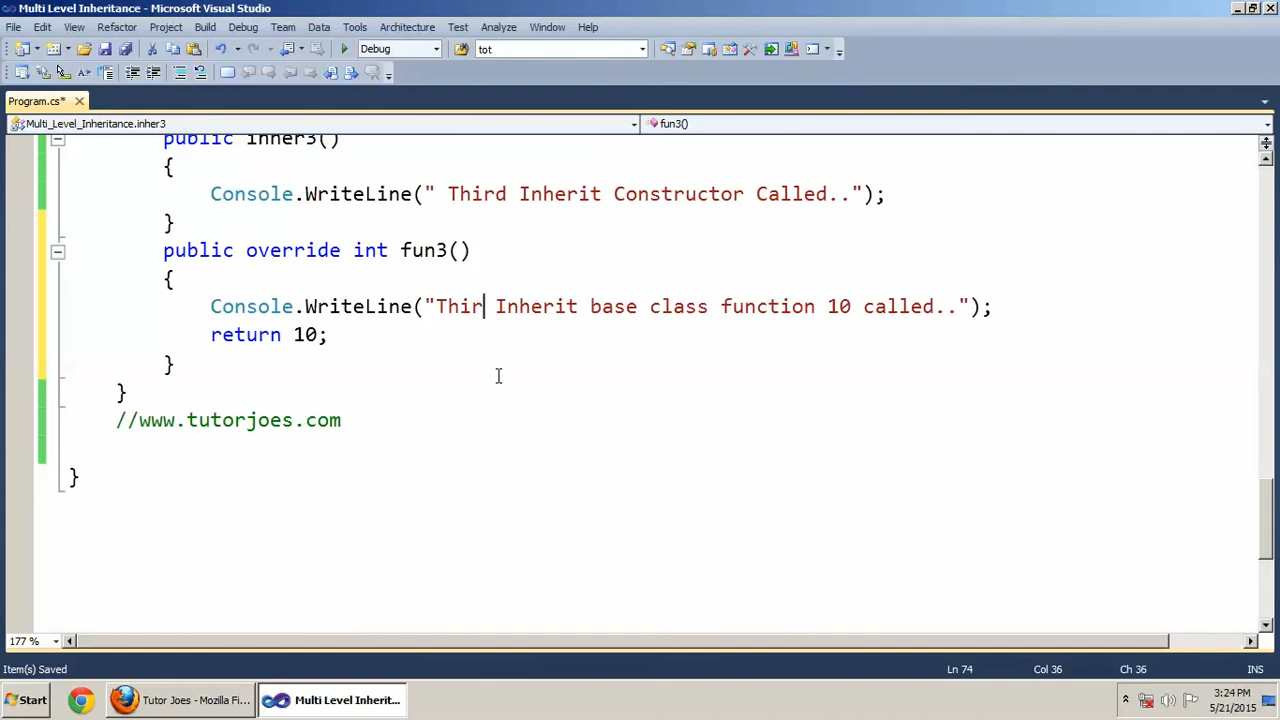 Multi Level Inheritance - Microsoft Visual Studio
File Edit View Refactor Project Build Debug Team Data Tools Architecture Test Analyze Window Help
Debug tot
Program.cs*
Multi_Level_Inheritance.inher3 fun3()
public inher3()
{
Console.WriteLine(" Third Inherit Constructor Called..");
}
public override int fun3()
{
Console.WriteLine("Thir Inherit base class function 10 called..");
return 10;
}
}
//www.tutorjoes.com
}
177 %
Item(s) Saved Ln 74 Col 36 Ch 36 INS
Start Tutor Joes - Mozilla Fi... Multi Level Inherit... 3:24 PM
5/21/2015